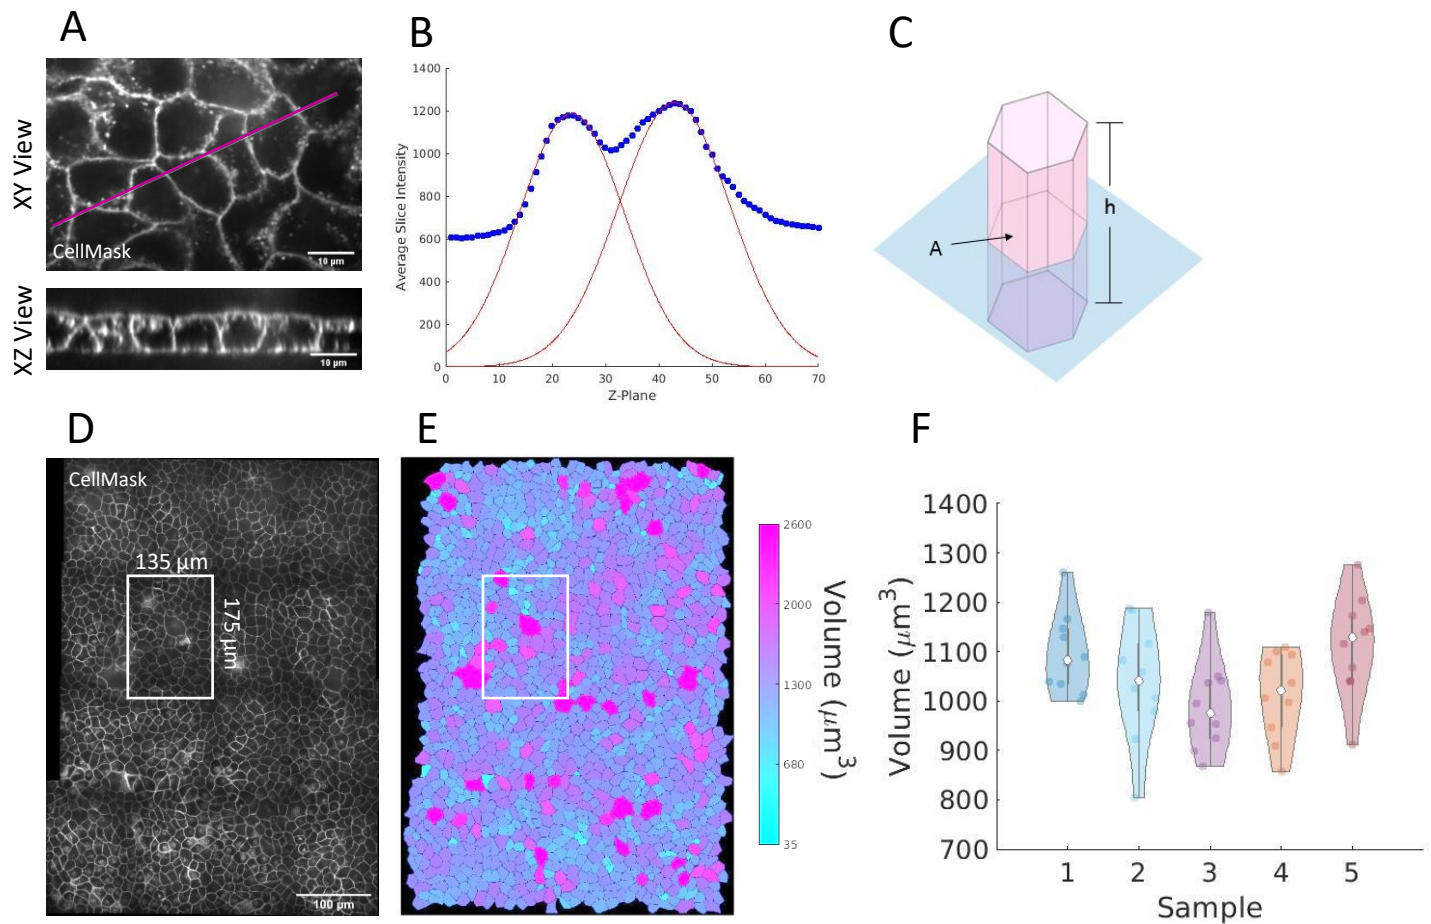 A
XY View
CellMask
10 μm
XZ View
10 μm
B
1400
1200
1000
800
600
400
200
0
Average Slice Intensity
0 10 20 30 40 50 60 70
Z-Plane
C
A
h
D
CellMask
135 μm
175 μm
100 μm
E
2600
2000
1300
680
35
Volume (μm³)
F
1400
1300
1200
1100
1000
900
800
700
Volume (μm³)
1 2 3 4 5
Sample